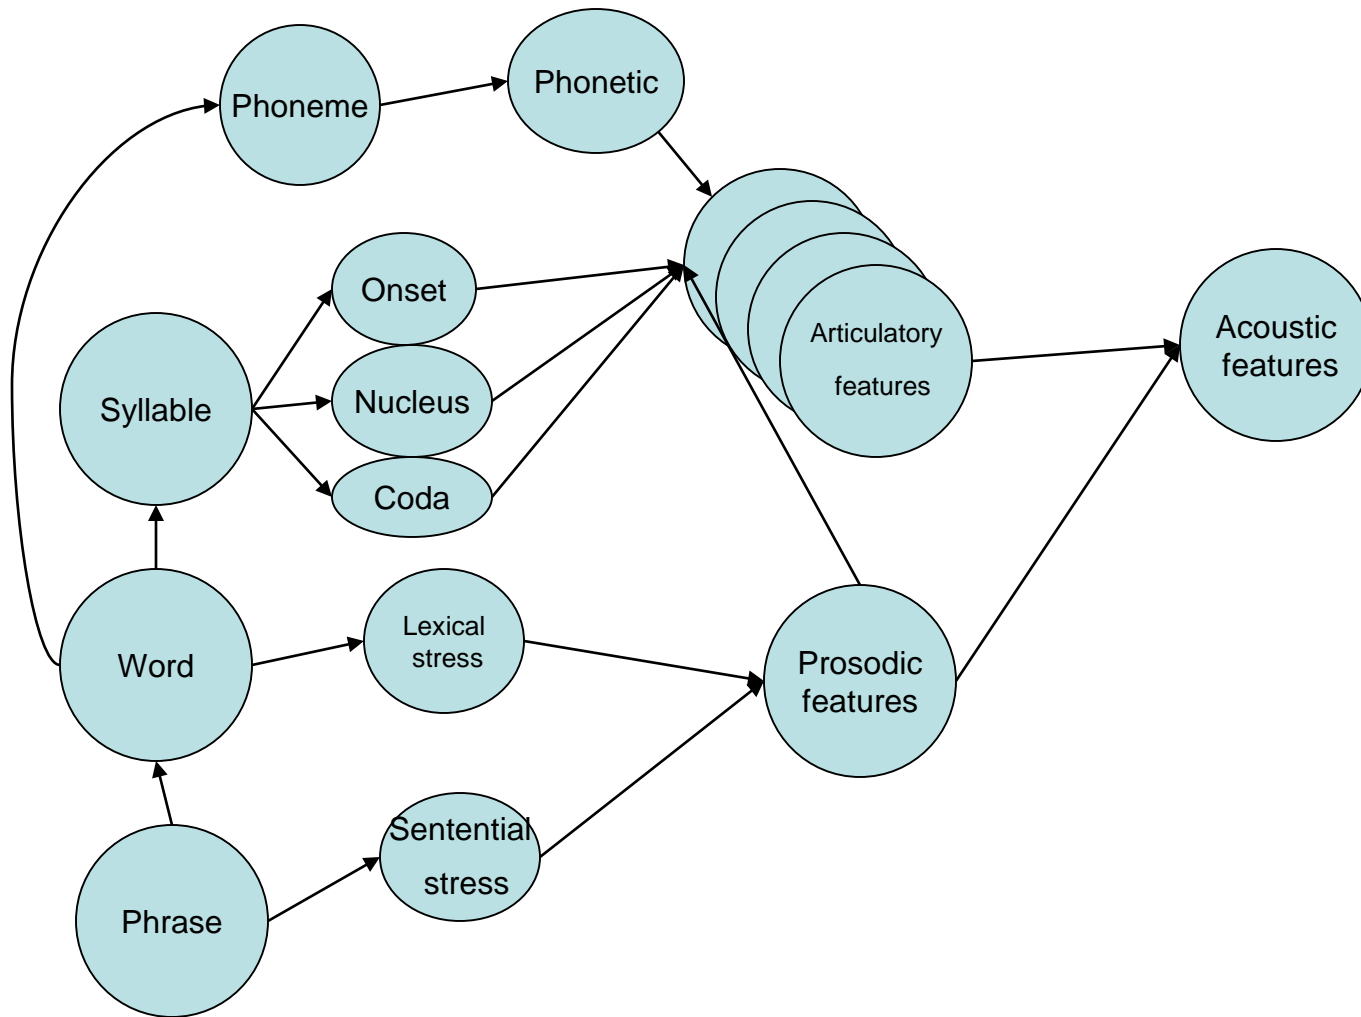 Phoneme
Phonetic
Onset
Nucleus
Coda
Syllable
Articulatory
features
Acoustic
features
Word
Lexical
stress
Prosodic
features
Phrase
Sentential
stress